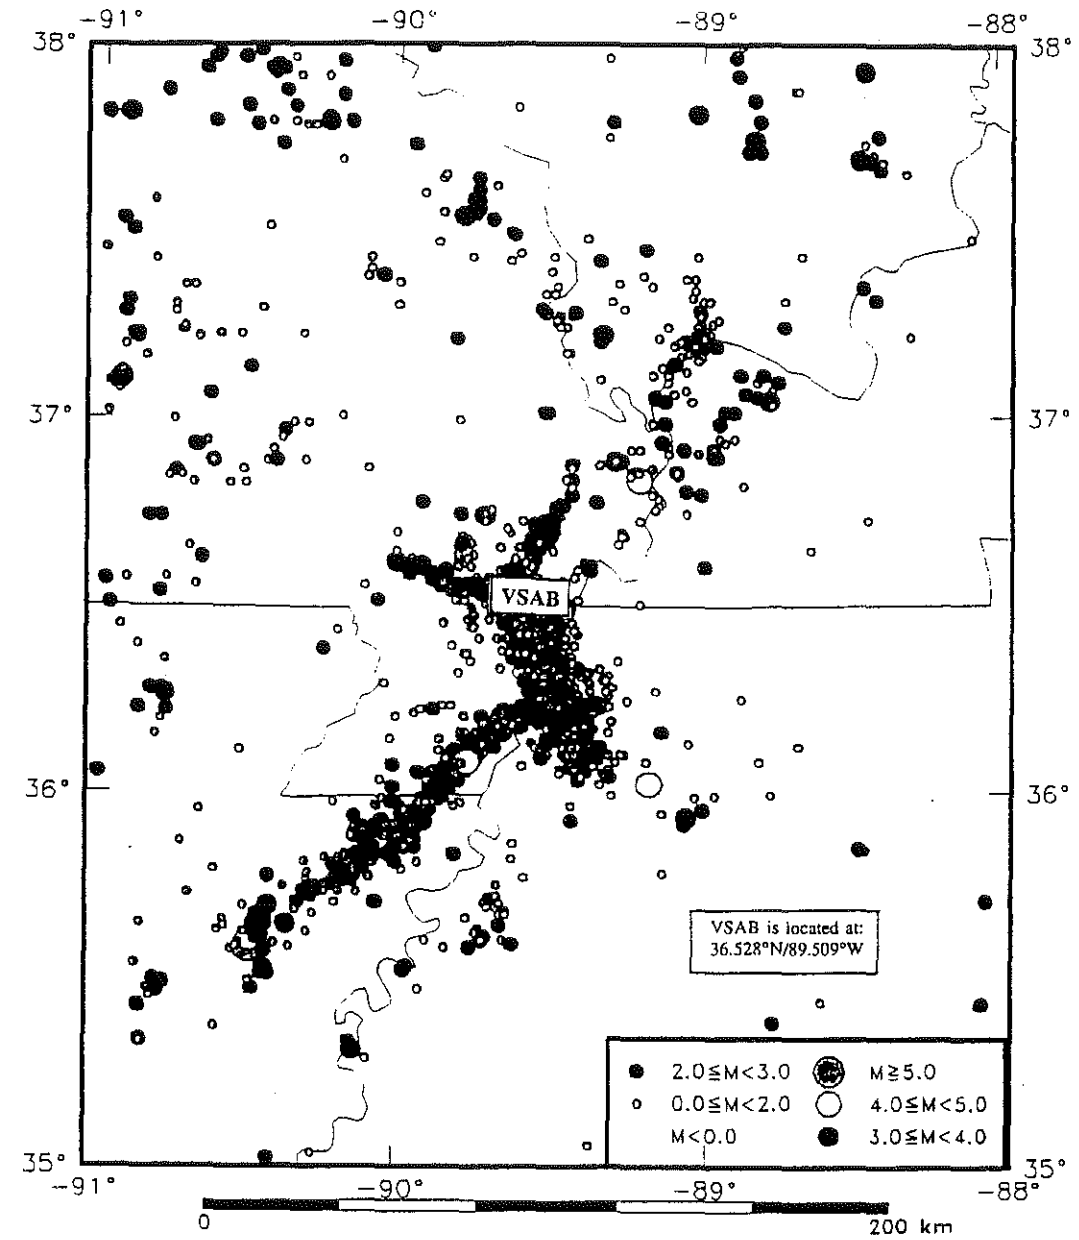 -91° -90° -89° -88°
38° 38°
37° 37°
VSAB
36° 36°
VSAB is located at:
36.528°N/89.509°W
2.0≦M<3.0 M≧5.0
0.0≦M<2.0 4.0≦M<5.0
M<0.0 3.0≦M<4.0
35° 35°
-91 -90° -89° -88°
0 200 km